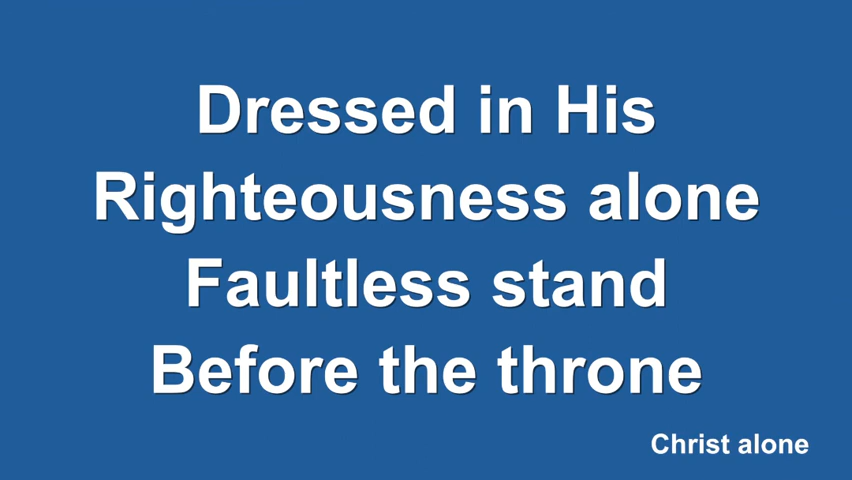 Dressed in His
Righteousness alone
Faultless stand
Before the throne
Christ alone